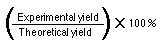 (Experimental yield
Theoretical yield) × 100%